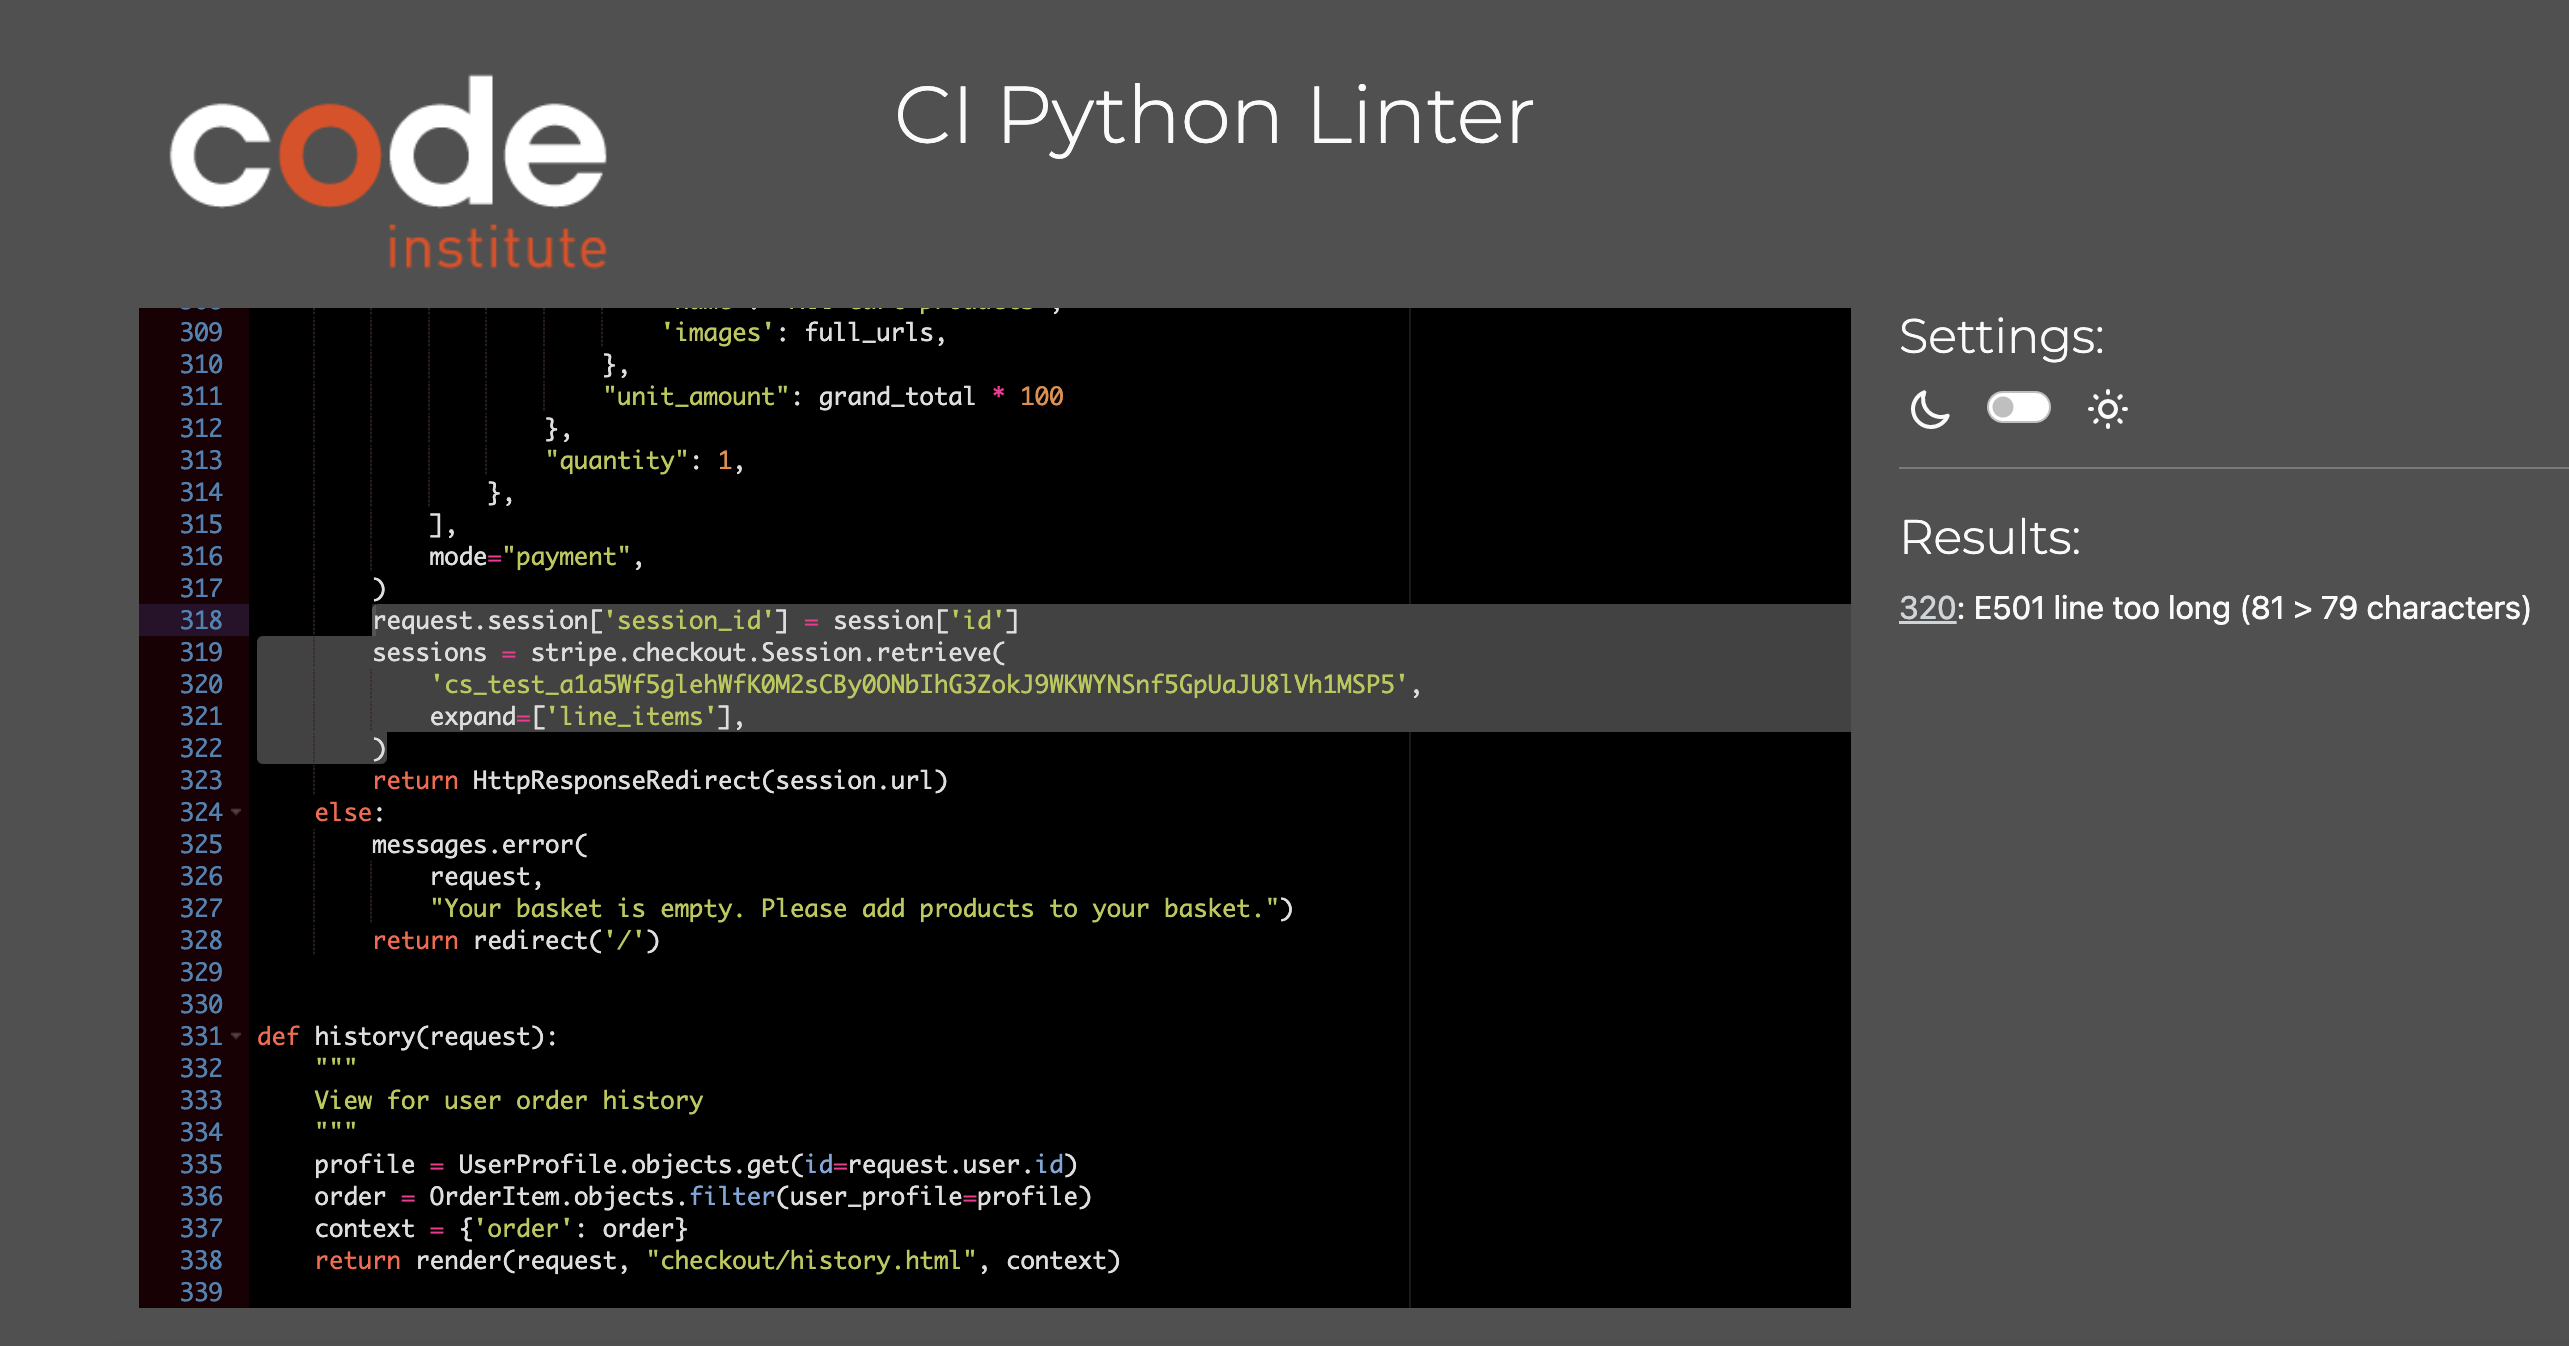 code
institute
CI Python Linter
309 'images': full_urls,
310 },
311 "unit_amount": grand_total * 100
312 },
313 "quantity": 1,
314 },
315 ],
316 mode="payment",
317 )
318 request.session['session_id'] = session['id']
319 sessions = stripe.checkout.Session.retrieve(
320 'cs_test_a1a5Wf5glehWfK0M2sCBy0ONbIhG3ZokJ9WKWYNSnf5GpUaJU8lVh1MSP5',
321 expand=['line_items'],
322 )
323 return HttpResponseRedirect(session.url)
324 else:
325 messages.error(
326 request,
327 "Your basket is empty. Please add products to your basket.")
328 return redirect('/')
329
330
331 def history(request):
332 """
333 View for user order history
334 """
335 profile = UserProfile.objects.get(id=request.user.id)
336 order = OrderItem.objects.filter(user_profile=profile)
337 context = {'order': order}
338 return render(request, "checkout/history.html", context)
339
Settings:
Results:
320: E501 line too long (81 > 79 characters)